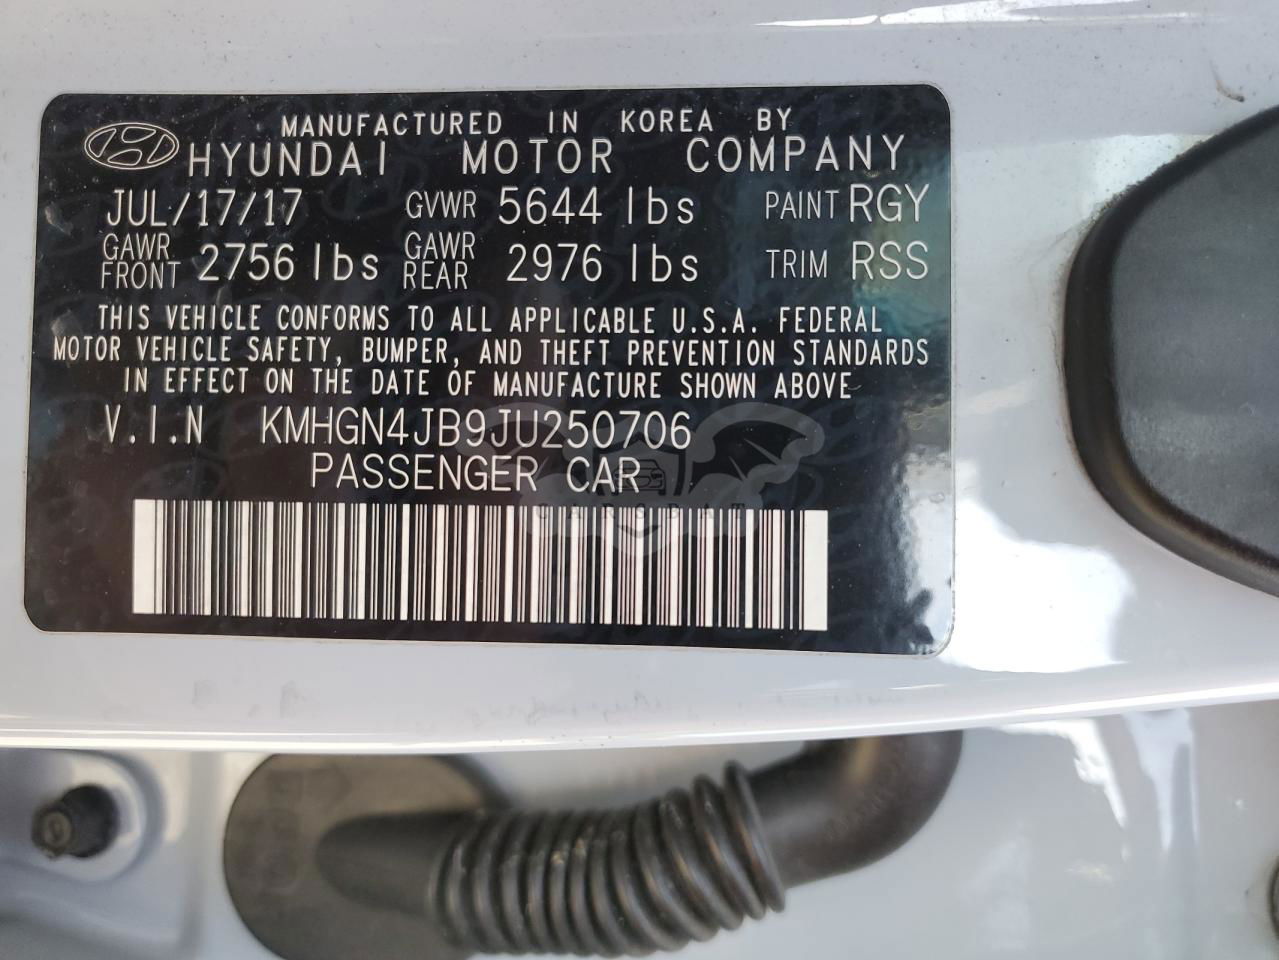 MANUFACTURED IN KOREA BY
HYUNDAI MOTOR COMPANY
JUL/17/17 GVWR 5644 lbs PAINT RGY
GAWR FRONT 2756 lbs GAWR REAR 2976 lbs TRIM RSS
THIS VEHICLE CONFORMS TO ALL APPLICABLE U.S.A. FEDERAL
MOTOR VEHICLE SAFETY, BUMPER, AND THEFT PREVENTION STANDARDS
IN EFFECT ON THE DATE OF MANUFACTURE SHOWN ABOVE
V.I.N KMHGN4JB9JU250706
PASSENGER CAR
CARSBAT